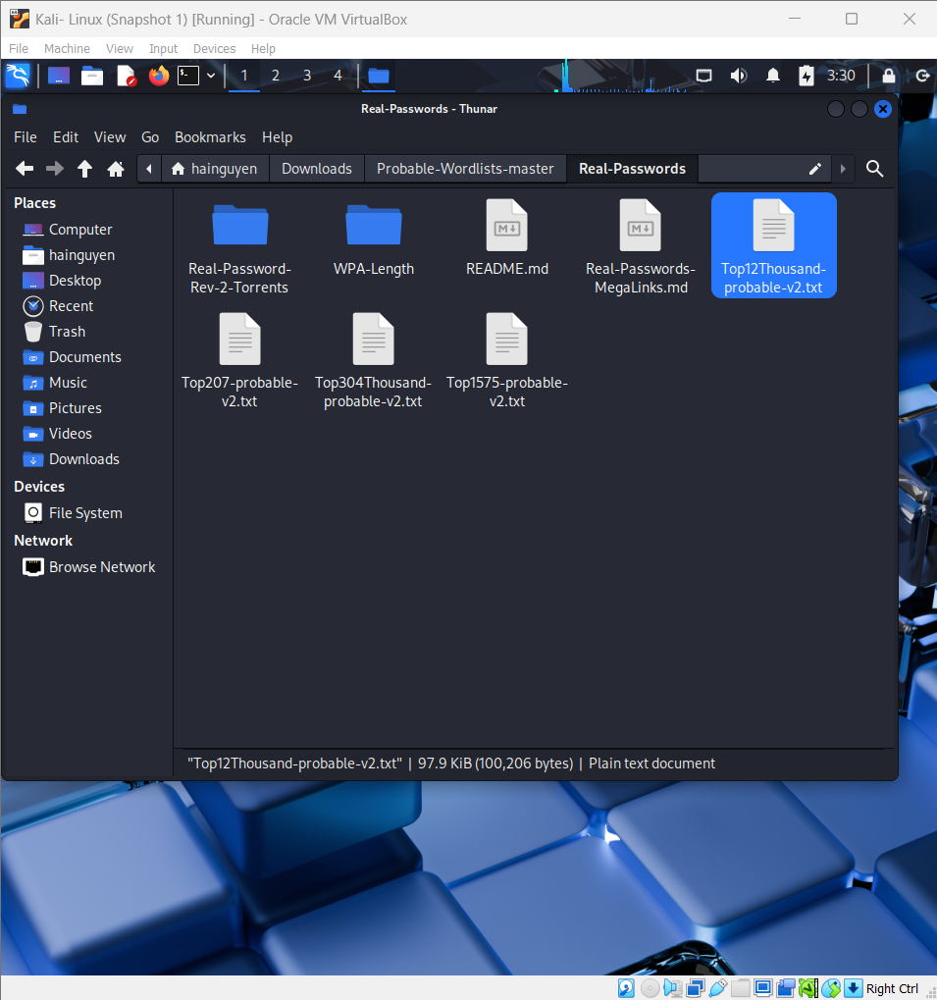 Kali- Linux (Snapshot 1) [Running] - Oracle VM VirtualBox
File Machine View Input Devices Help
1 2 3 4 3:30
Real-Passwords - Thunar
File Edit View Go Bookmarks Help
hainguyen Downloads Probable-Wordlists-master Real-Passwords
Places
Computer
hainguyen
Desktop
Recent
Trash
Documents
Music
Pictures
Videos
Downloads
Devices
File System
Network
Browse Network
Real-Password-
Rev-2-Torrents
WPA-Length
README.md
Real-Passwords-
MegaLinks.md
Top12Thousand-
probable-v2.txt
Top207-probable-
v2.txt
Top304Thousand-
probable-v2.txt
Top1575-probable-
v2.txt
"Top12Thousand-probable-v2.txt" | 97.9 KiB (100,206 bytes) | Plain text document
Right Ctrl